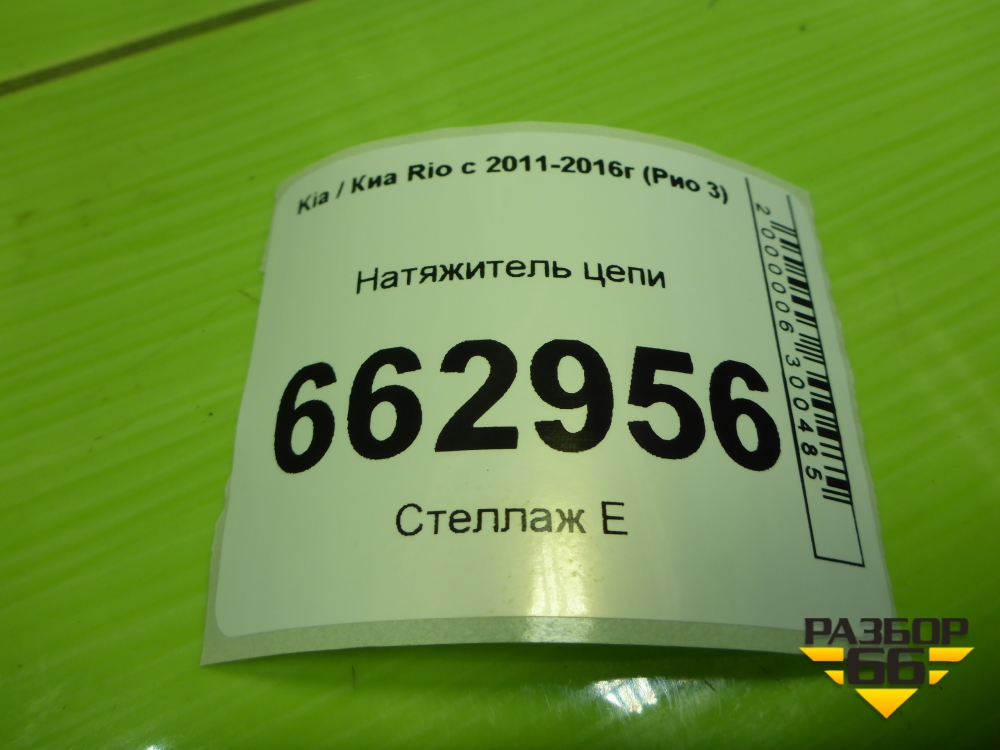 Kia / Киа Rio с 2011-2016г (Рио 3)
Натяжитель цепи
662956
Стеллаж Е
2000006300485
РАЗБОР
66